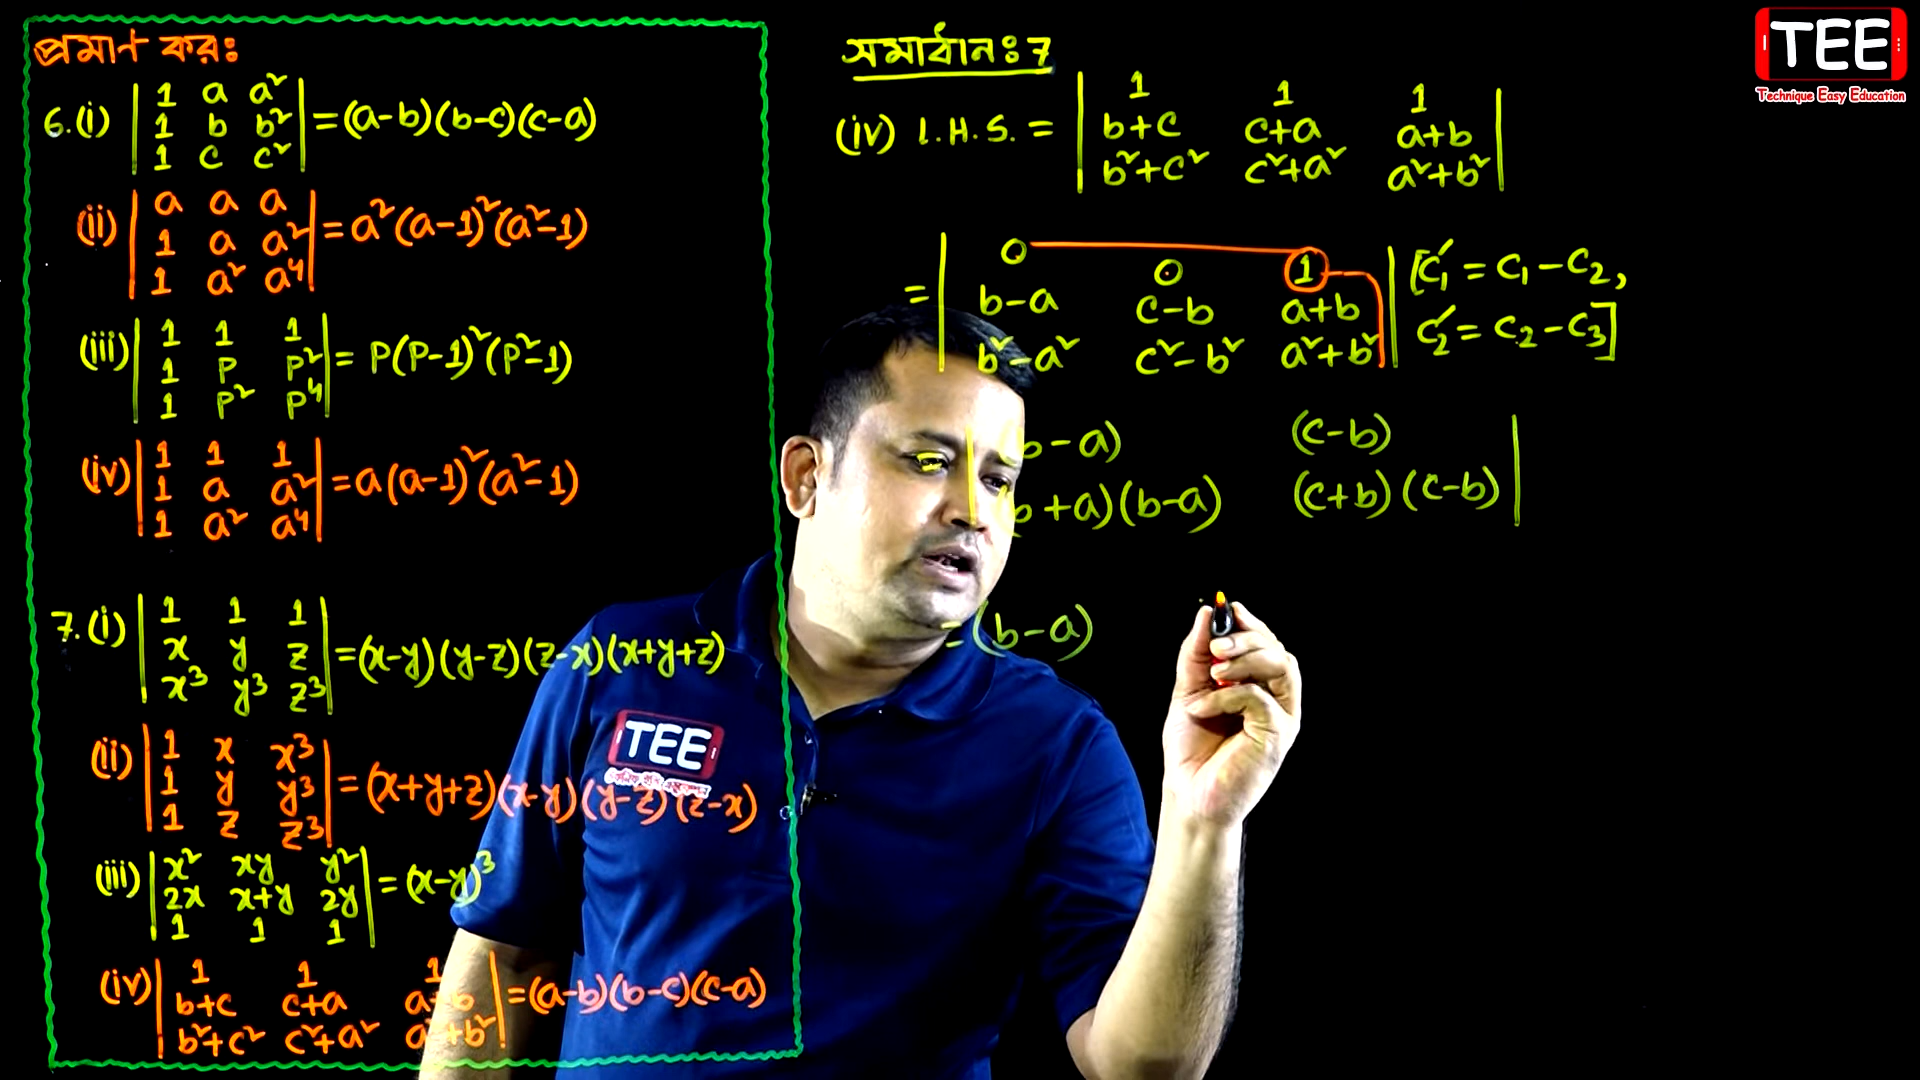 প্রমাণ করঃ
6.(i) | 1 a a² | = (a-b)(b-c)(c-a)
| 1 b b² |
| 1 c c² |
(ii) | a a a | = a²(a-1)²(a²-1)
| 1 a a² |
| 1 a² a⁴ |
(iii) | 1 1 1 | = P(P-1)²(P²-1)
| 1 P P² |
| 1 P² P⁴ |
(iv) | 1 1 1 | = a(a-1)²(a²-1)
| 1 a a² |
| 1 a² a⁴ |
7.(i) | 1 1 1 | = (x-y)(y-z)(z-x)(x+y+z)
| x y z |
| x³ y³ z³ |
(ii) | 1 x x³ | = (x+y+z)(x-y)(y-z)(z-x)
| 1 y y³ |
| 1 z z³ |
(iii) | x² xy y² | = (x-y)³
| 2x x+y 2y |
| 1 1 1 |
(iv) | 1 1 1 | = (a-b)(b-c)(c-a)
| b+c c+a a+b |
| b²+c² c²+a² a²+b² |
সমাধানঃ 7
(iv) L.H.S. = | 1 1 1 |
| b+c c+a a+b |
| b²+c² c²+a² a²+b² |
= | 0 0 1 | [C₁′ = C₁-C₂,
| b-a c-b a+b | C₂′ = C₂-C₃]
| b²-a² c²-b² a²+b² |
| b-a) (c-b) |
| b+a)(b-a) (c+b)(c-b) |
= (b-a)
TEE
Technique Easy Education
TEE